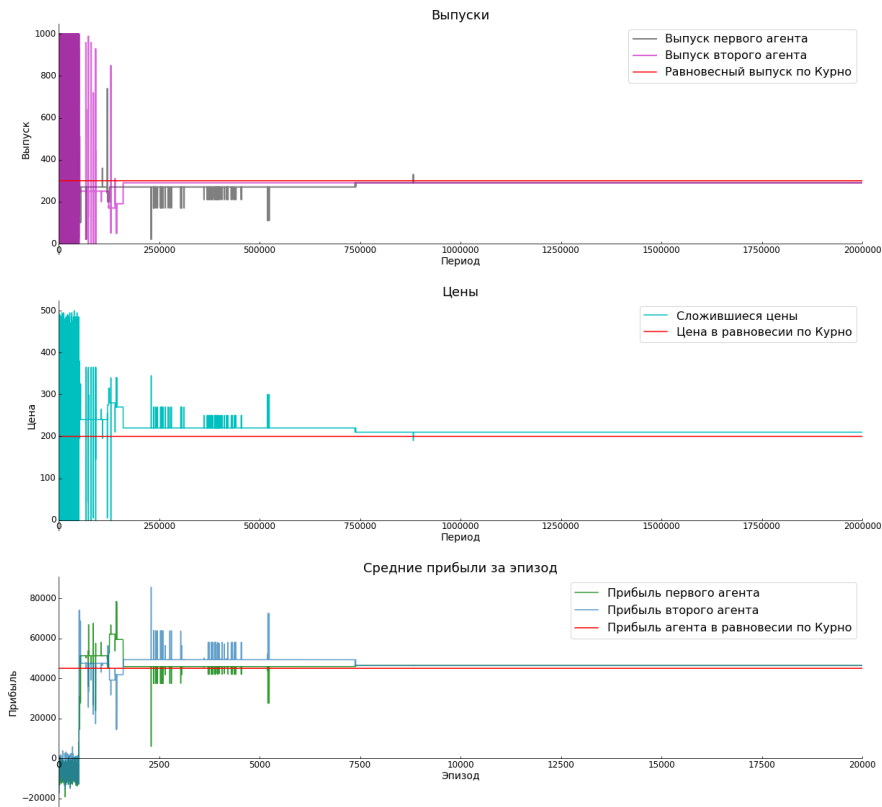 Выпуски
1000
800
600
400
200
0
Выпуск
Выпуск первого агента
Выпуск второго агента
Равновесный выпуск по Курно
0 250000 500000 750000 1000000 1250000 1500000 1750000 2000000
Период
Цены
500
400
300
200
100
0
Цена
Сложившиеся цены
Цена в равновесии по Курно
0 250000 500000 750000 1000000 1250000 1500000 1750000 2000000
Период
Средние прибыли за эпизод
80000
60000
40000
20000
0
−20000
Прибыль
Прибыль первого агента
Прибыль второго агента
Прибыль агента в равновесии по Курно
0 2500 5000 7500 10000 12500 15000 17500 20000
Эпизод